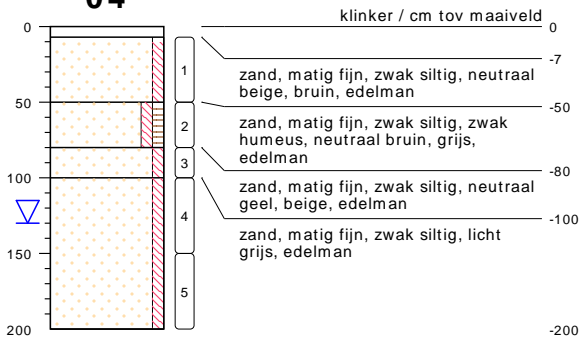 04
klinker / cm tov maaiveld
0
0
-7
1
zand, matig fijn, zwak siltig, neutraal
beige, bruin, edelman
50
-50
2
zand, matig fijn, zwak siltig, zwak
humeus, neutraal bruin, grijs,
edelman
3
-80
zand, matig fijn, zwak siltig, neutraal
geel, beige, edelman
100
-100
4
zand, matig fijn, zwak siltig, licht
grijs, edelman
150
5
200
-200